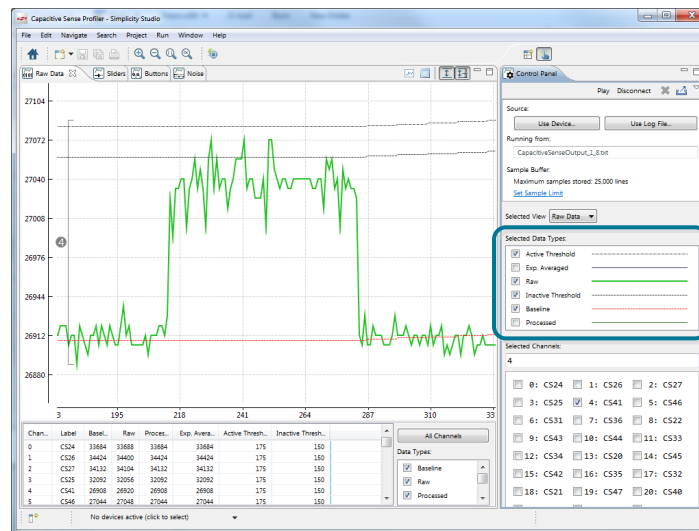 Capacitive Sense Profiler - Simplicity Studio
File Edit Navigate Search Project Run Window Help
Raw Data Sliders Buttons Noise
27104
27072
27040
27008
26976
26944
26912
26880
4
3 195 218 241 264 287 310 33
Chan... Label Basel... Raw Proces... Exp. Avera... Active Thresh... Inactive Thresh...
0 CS24 33684 33688 33684 33684 175 150
1 CS26 34424 34400 34424 34424 175 150
2 CS27 34132 34104 34132 34132 175 150
3 CS25 32092 32056 32092 32092 175 150
4 CS41 26908 26920 26908 26908 175 150
5 CS46 27048 27044 27048 27048 175 150
All Channels
Data Types:
Baseline
Raw
Processed
No devices active (click to select)
Control Panel
Play Disconnect
Source:
Use Device... Use Log File...
Running from:
CapacitiveSenseOutput_1_8.txt
Sample Buffer:
Maximum samples stored: 25,000 lines
Set Sample Limit
Selected View Raw Data
Selected Data Types:
Active Threshold
Exp. Averaged
Raw
Inactive Threshold
Baseline
Processed
Selected Channels:
4
0: CS24 1: CS26 2: CS27
3: CS25 4: CS41 5: CS46
6: CS31 7: CS36 8: CS22
9: CS43 10: CS44 11: CS33
12: CS34 13: CS20 14: CS45
15: CS42 16: CS35 17: CS32
18: CS21 19: CS47 20: CS40